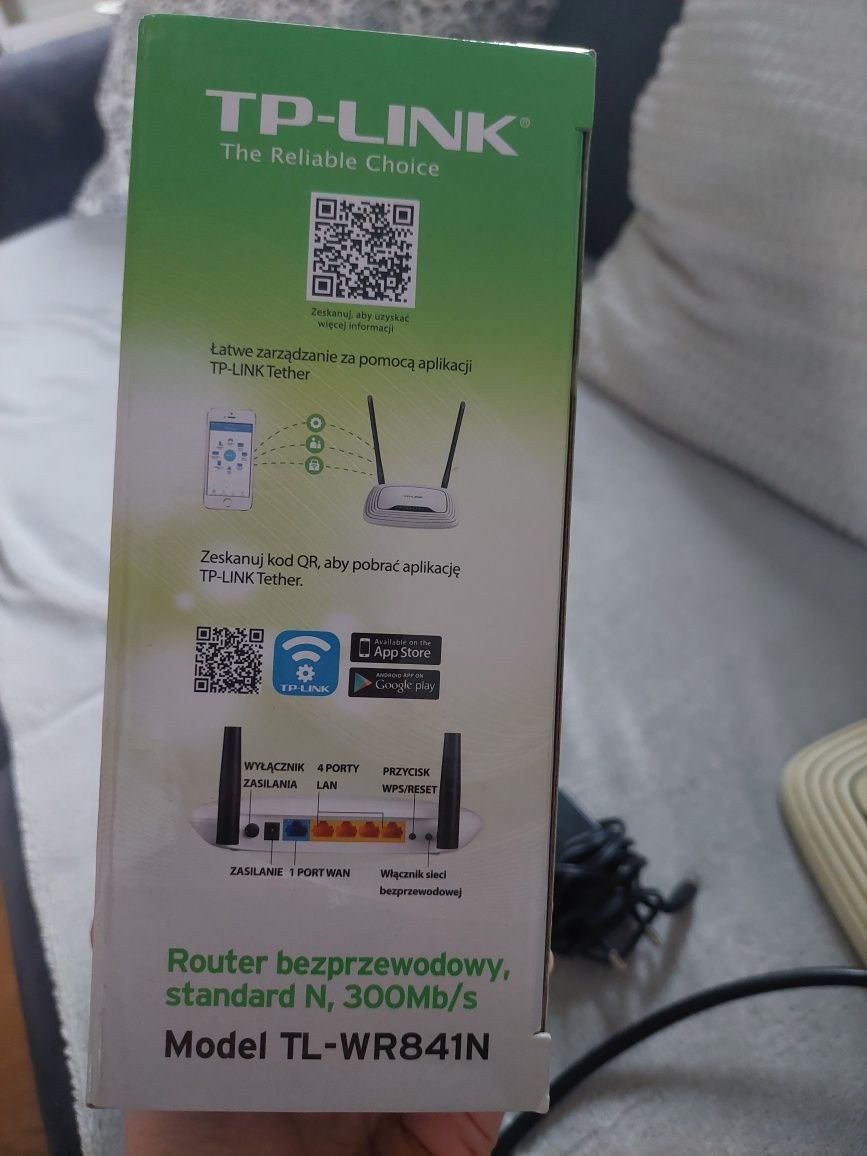 TP-LINK®
The Reliable Choice
Zeskanuj, aby uzyskać
więcej informacji
Łatwe zarządzanie za pomocą aplikacji
TP-LINK Tether
TP-LINK
Zeskanuj kod QR, aby pobrać aplikację
TP-LINK Tether.
TP-LINK
Available on the
App Store
ANDROID APP ON
Google play
WYŁĄCZNIK
ZASILANIA
4 PORTY
LAN
PRZYCISK
WPS/RESET
ZASILANIE
1 PORT WAN
Włącznik sieci
bezprzewodowej
Router bezprzewodowy,
standard N, 300Mb/s
Model TL-WR841N